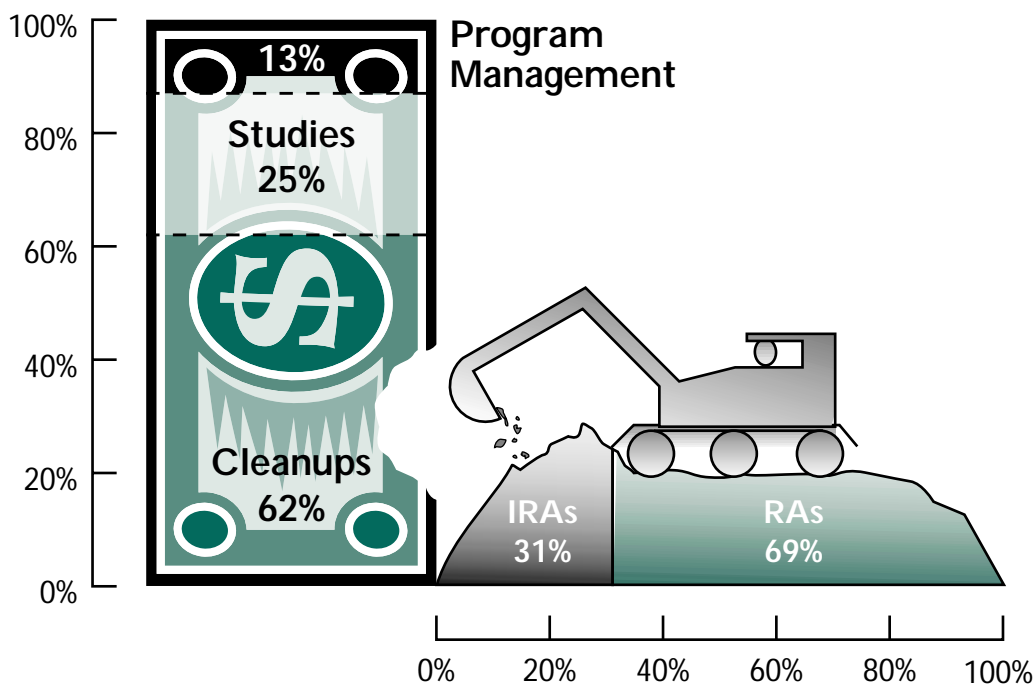 100%
80%
60%
40%
20%
0%
13%
Program
Management
Studies
25%
$
Cleanups
62%
IRAs
31%
RAs
69%
0% 20% 40% 60% 80% 100%